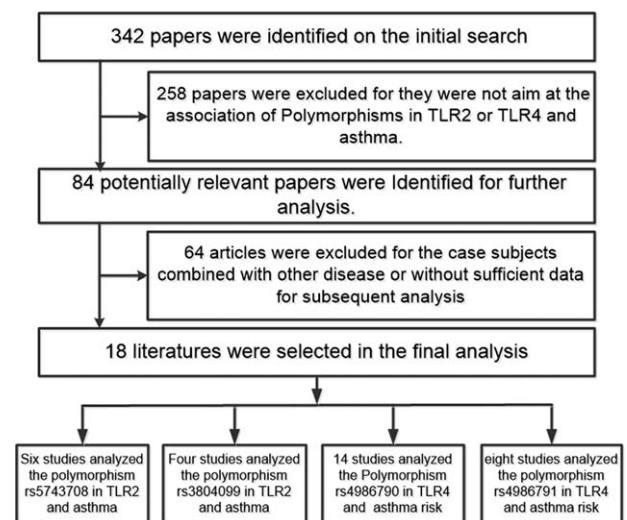 342 papers were identified on the initial search
258 papers were excluded for they were not aim at the
association of Polymorphisms in TLR2 or TLR4 and
asthma.
84 potentially relevant papers were Identified for further
analysis.
64 articles were excluded for the case subjects
combined with other disease or without sufficient data
for subsequent analysis
18 literatures were selected in the final analysis
Six studies analyzed
the polymorphism
rs5743708 in TLR2
and asthma
Four studies analyzed
the polymorphism
rs3804099 in TLR2
and asthma
14 studies analyzed
the Polymorphism
rs4986790 in TLR4
and asthma risk
eight studies analyzed
the polymorphism
rs4986791 in TLR4
and asthma risk